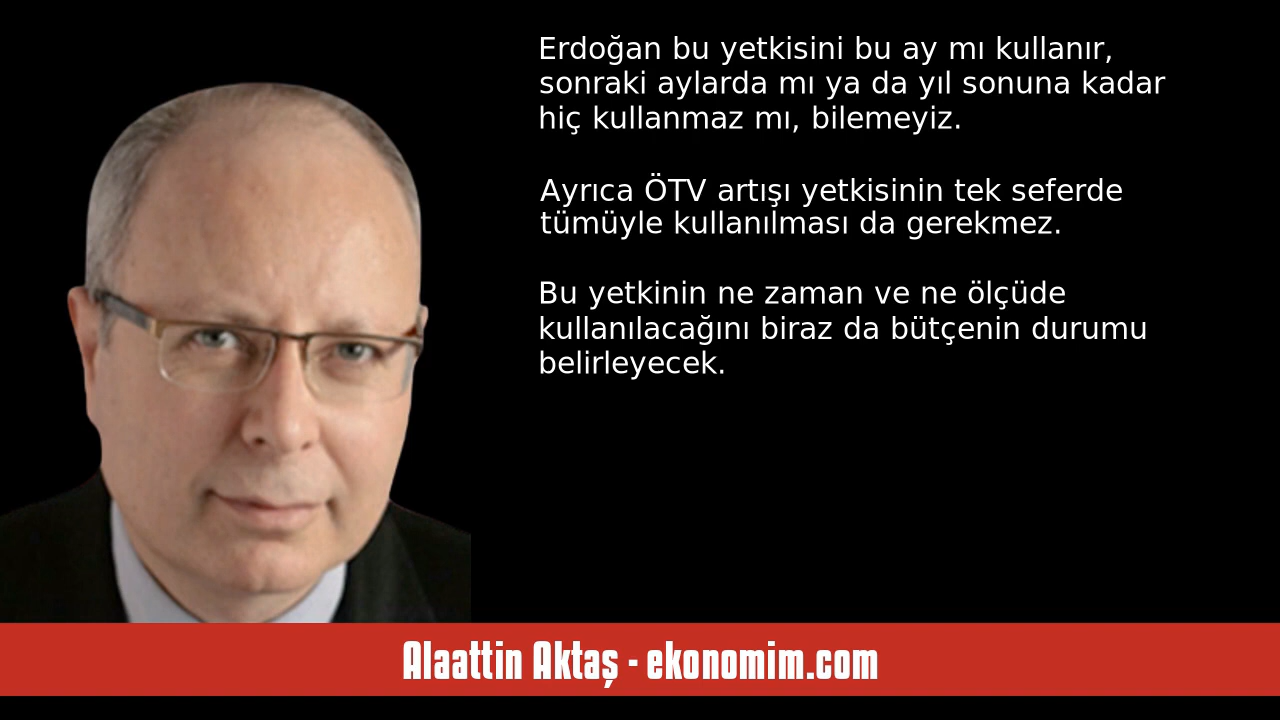 Erdoğan bu yetkisini bu ay mı kullanır,
sonraki aylarda mı ya da yıl sonuna kadar
hiç kullanmaz mı, bilemeyiz.
Ayrıca ÖTV artışı yetkisinin tek seferde
tümüyle kullanılması da gerekmez.
Bu yetkinin ne zaman ve ne ölçüde
kullanılacağını biraz da bütçenin durumu
belirleyecek.
Alaattin Aktaş - ekonomim.com